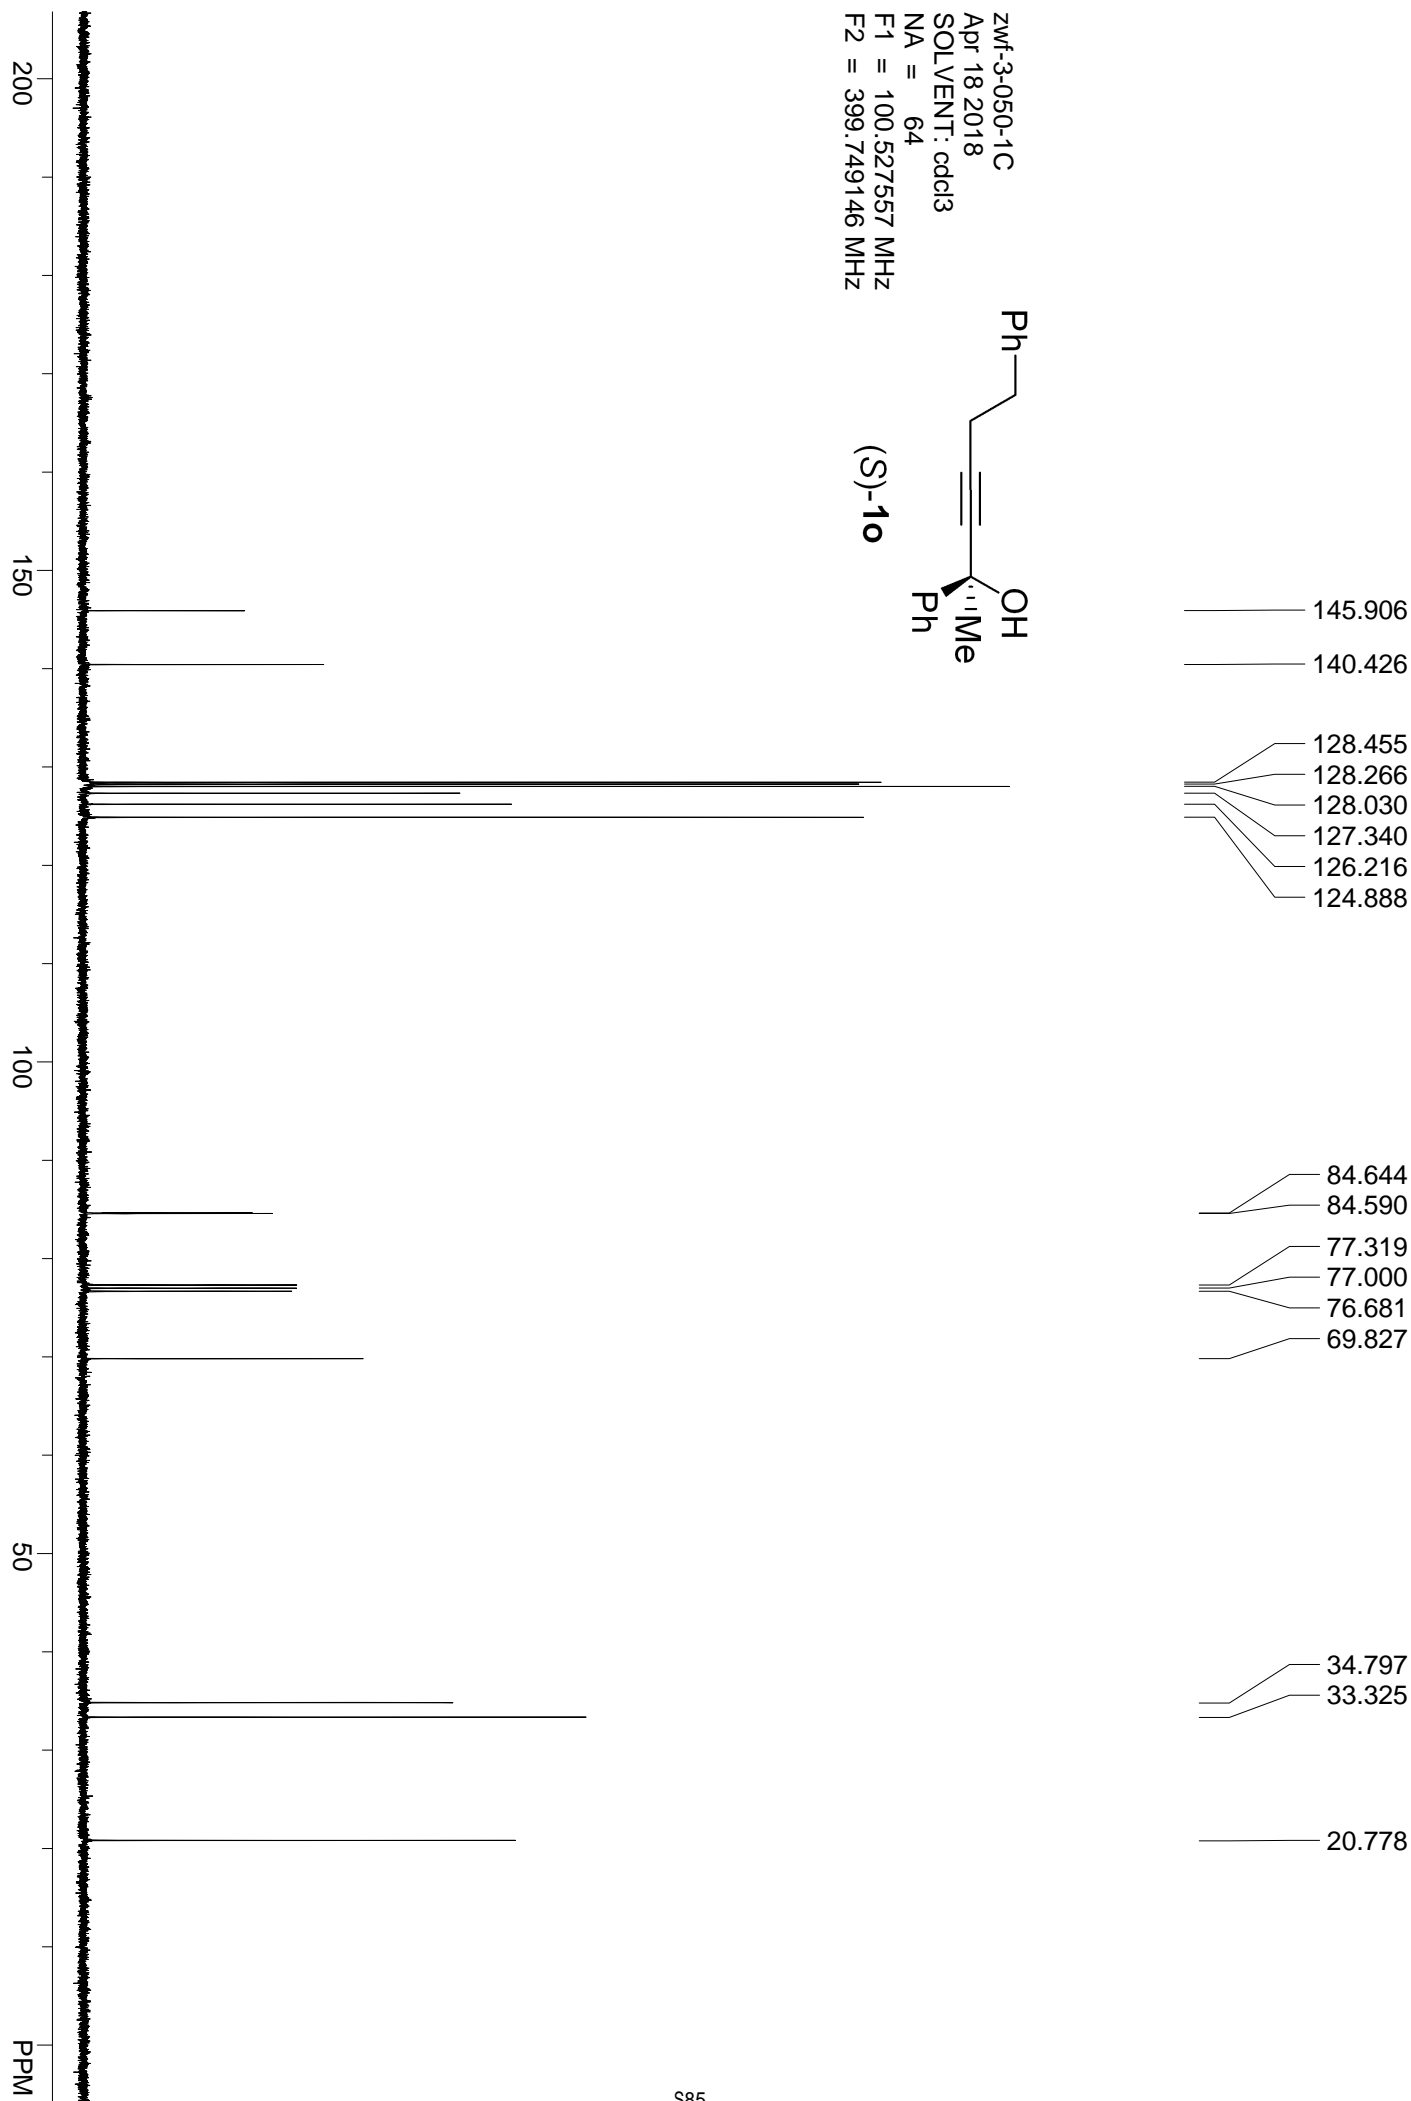 zwf-3-050-1C
Apr 18 2018
SOLVENT: cdcl3
NA = 64
F1 = 100.527557 MHz
F2 = 399.749146 MHz
Ph
OH
Me
Ph
(S)-1o
145.906
140.426
128.455
128.266
128.030
127.340
126.216
124.888
84.644
84.590
77.319
77.000
76.681
69.827
34.797
33.325
20.778
200
150
100
50
PPM
S85